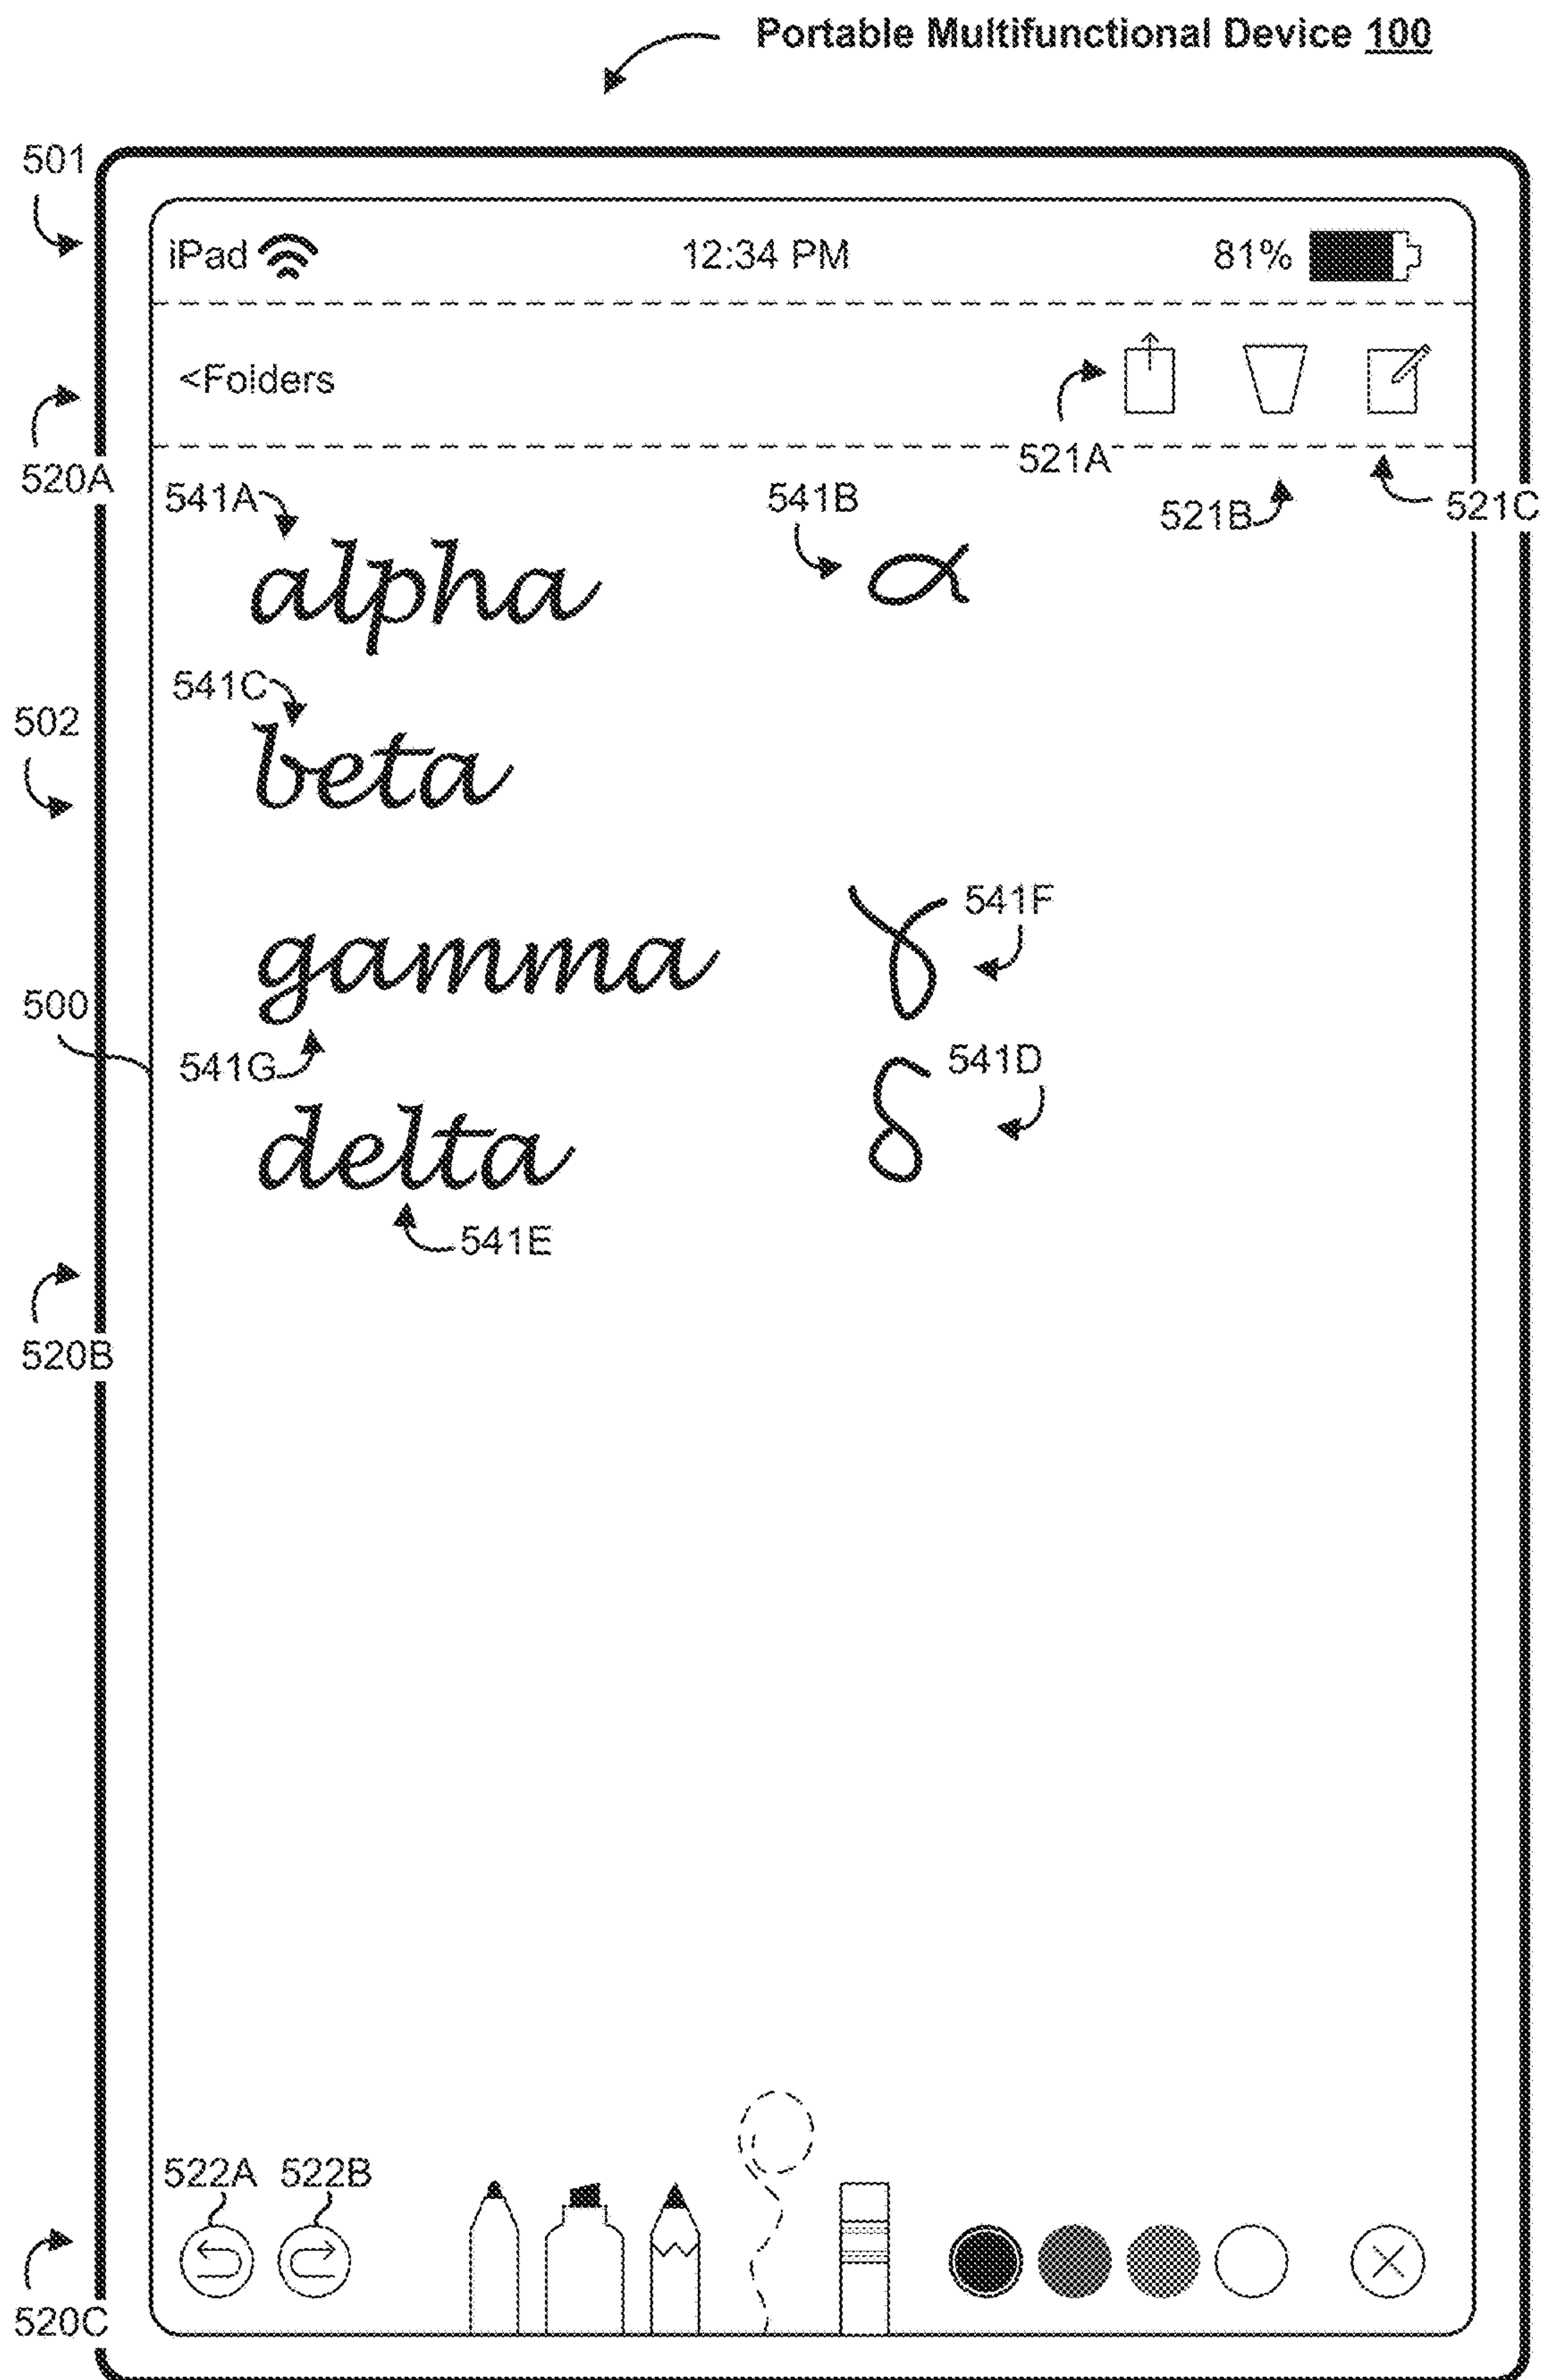 Portable Multifunctional Device 100
501
iPad 12:34 PM 81%
<Folders
520A 521A
541A 541B 521B 521C
alpha α
541C
502
beta
541F
gamma γ
500
541G 541D
delta δ
541E
520B
522A 522B
520C